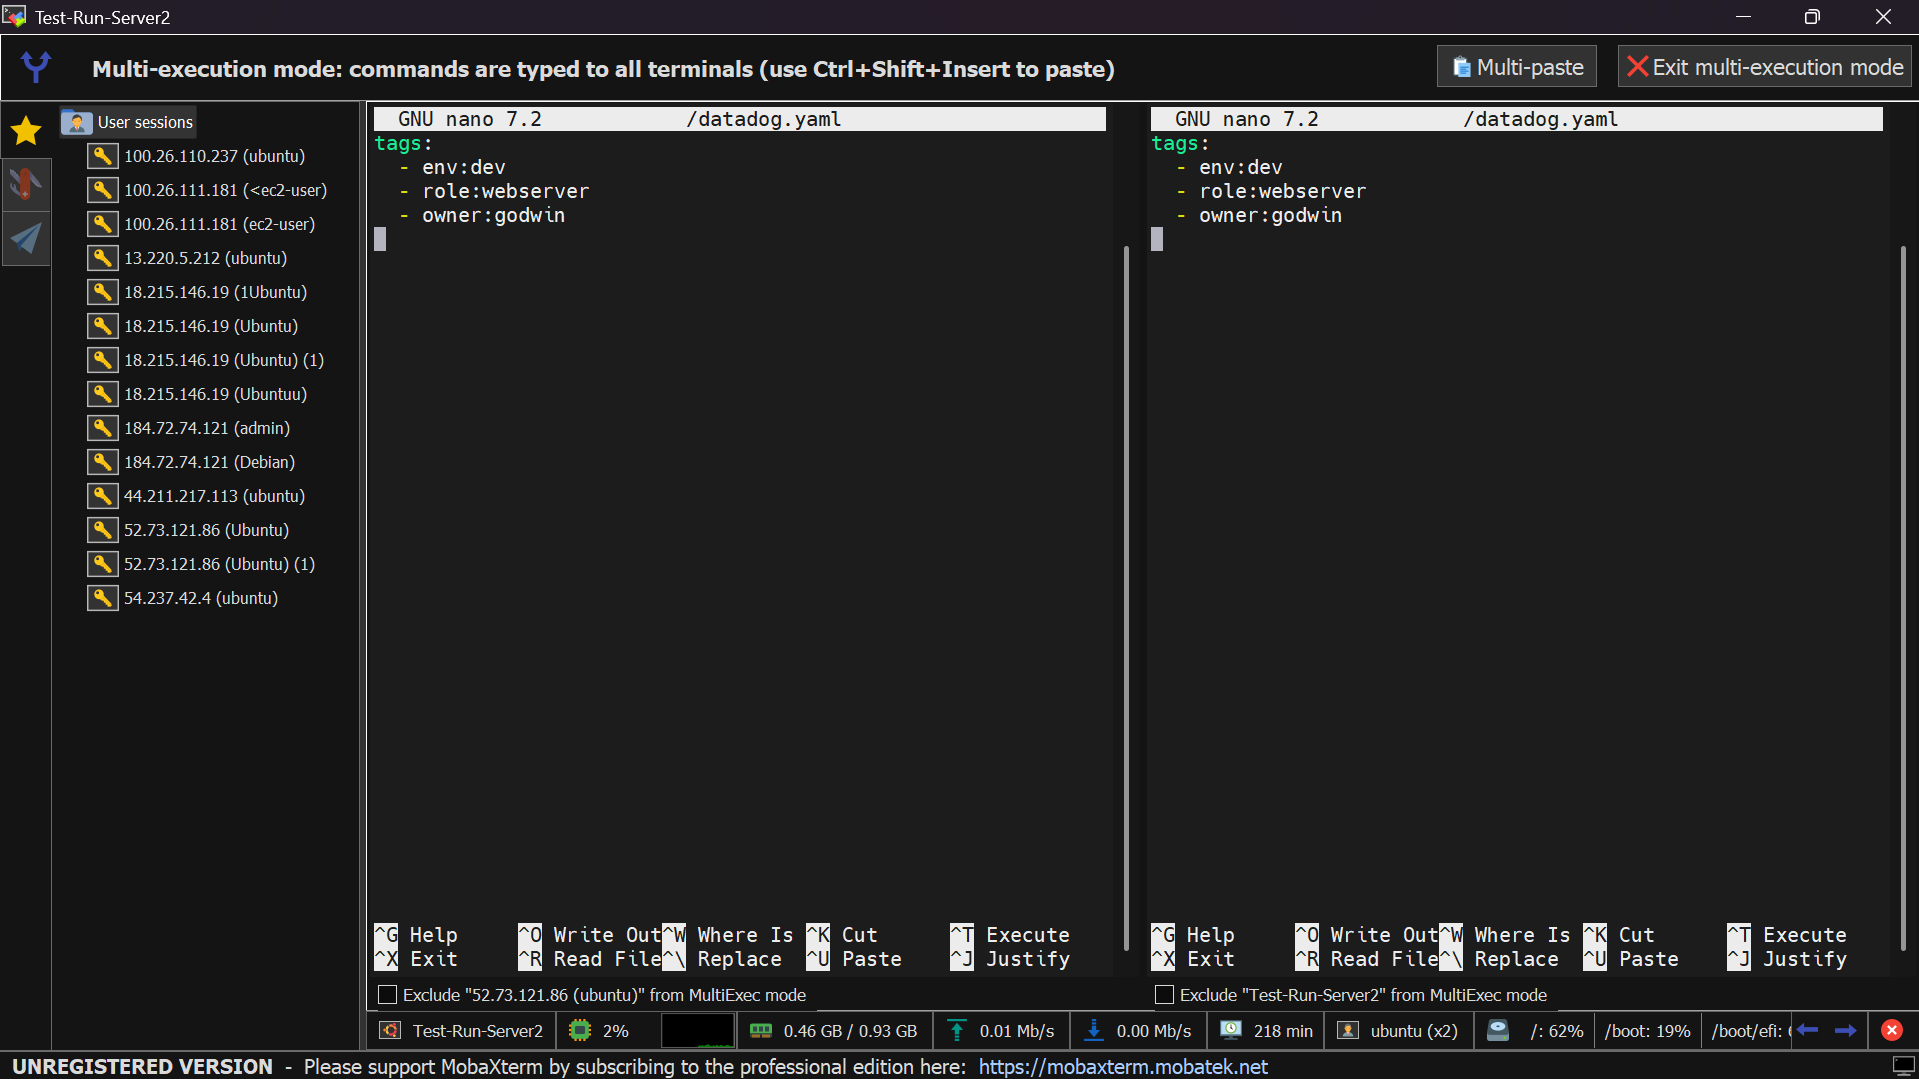 Test-Run-Server2
Multi-execution mode: commands are typed to all terminals (use Ctrl+Shift+Insert to paste)
Multi-paste
Exit multi-execution mode
User sessions
100.26.110.237 (ubuntu)
100.26.111.181 (<ec2-user)
100.26.111.181 (ec2-user)
13.220.5.212 (ubuntu)
18.215.146.19 (1Ubuntu)
18.215.146.19 (Ubuntu)
18.215.146.19 (Ubuntu) (1)
18.215.146.19 (Ubuntuu)
184.72.74.121 (admin)
184.72.74.121 (Debian)
44.211.217.113 (ubuntu)
52.73.121.86 (Ubuntu)
52.73.121.86 (Ubuntu) (1)
54.237.42.4 (ubuntu)
GNU nano 7.2 /datadog.yaml
tags:
- env:dev
- role:webserver
- owner:godwin
^G Help ^O Write Out^W Where Is ^K Cut ^T Execute
^X Exit ^R Read File^\ Replace ^U Paste ^J Justify
Exclude "52.73.121.86 (ubuntu)" from MultiExec mode
GNU nano 7.2 /datadog.yaml
tags:
- env:dev
- role:webserver
- owner:godwin
^G Help ^O Write Out^W Where Is ^K Cut ^T Execute
^X Exit ^R Read File^\ Replace ^U Paste ^J Justify
Exclude "Test-Run-Server2" from MultiExec mode
Test-Run-Server2 2% 0.46 GB / 0.93 GB 0.01 Mb/s 0.00 Mb/s 218 min ubuntu (x2) /: 62% /boot: 19% /boot/efi:
UNREGISTERED VERSION - Please support MobaXterm by subscribing to the professional edition here: https://mobaxterm.mobatek.net